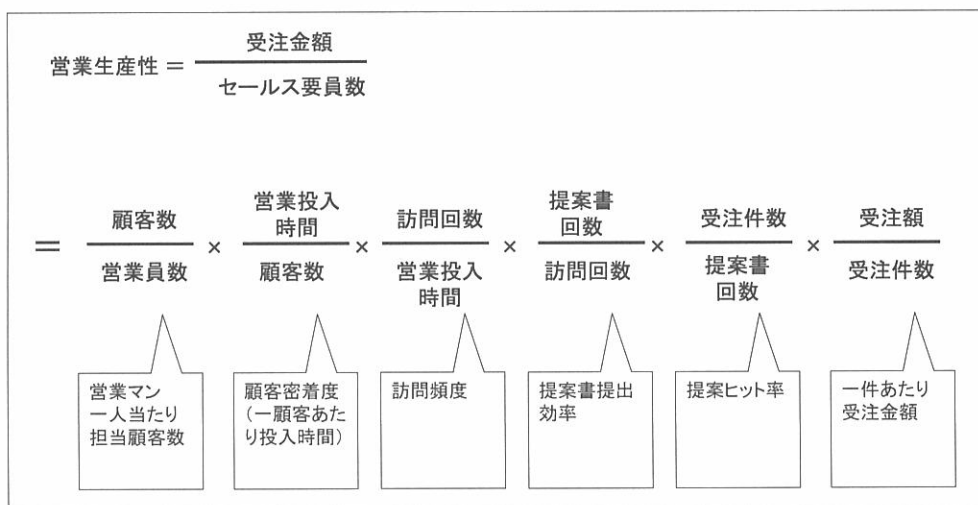 受注金額
営業生産性 =
セールス要員数
=
顧客数
営業員数
×
営業投入
時間
顧客数
×
訪問回数
営業投入
時間
×
提案書
回数
訪問回数
×
受注件数
提案書
回数
×
受注額
受注件数
営業マン
一人当たり
担当顧客数
顧客密着度
(一顧客あた
り投入時間)
訪問頻度
提案書提出
効率
提案ヒット率
一件あたり
受注金額